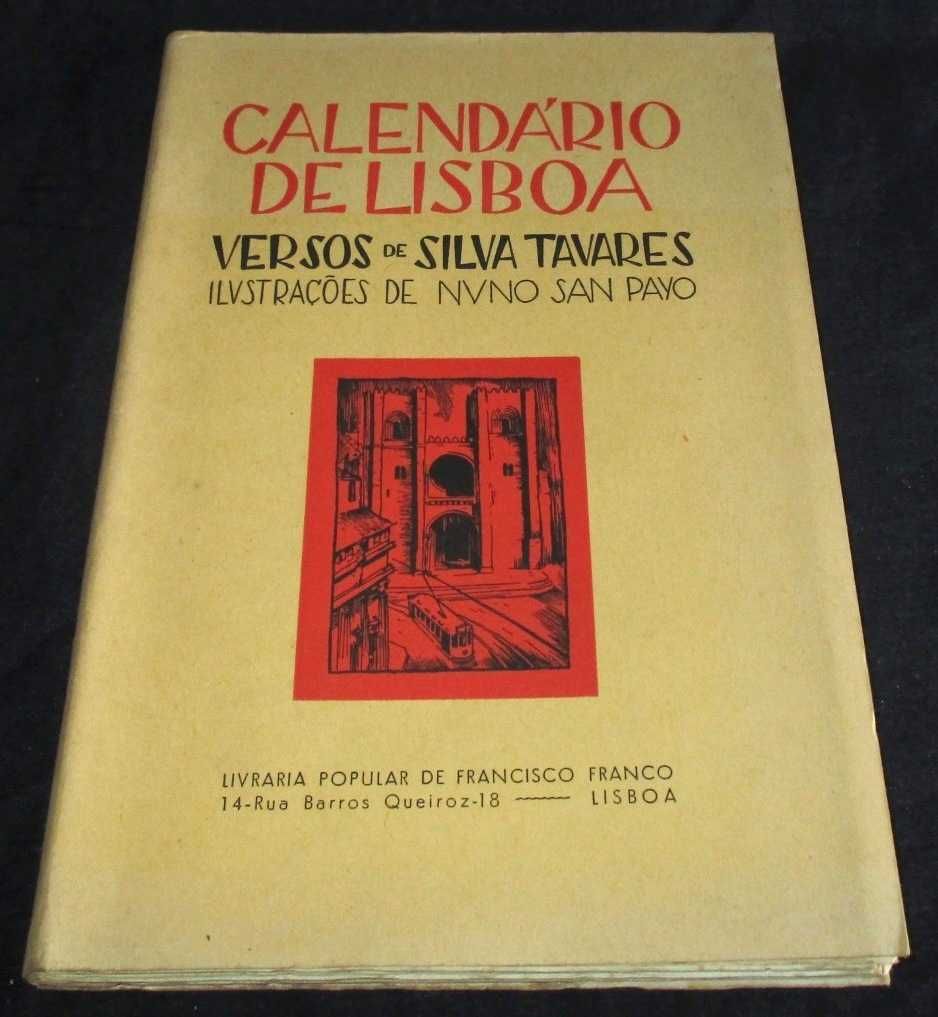 CALENDÁRIO
DE LISBOA
VERSOS DE SILVA TAVARES
ILVSTRAÇÕES DE NVNO SAN PAYO
LIVRARIA POPULAR DE FRANCISCO FRANCO
14-Rua Barros Queiroz-18 —— LISBOA